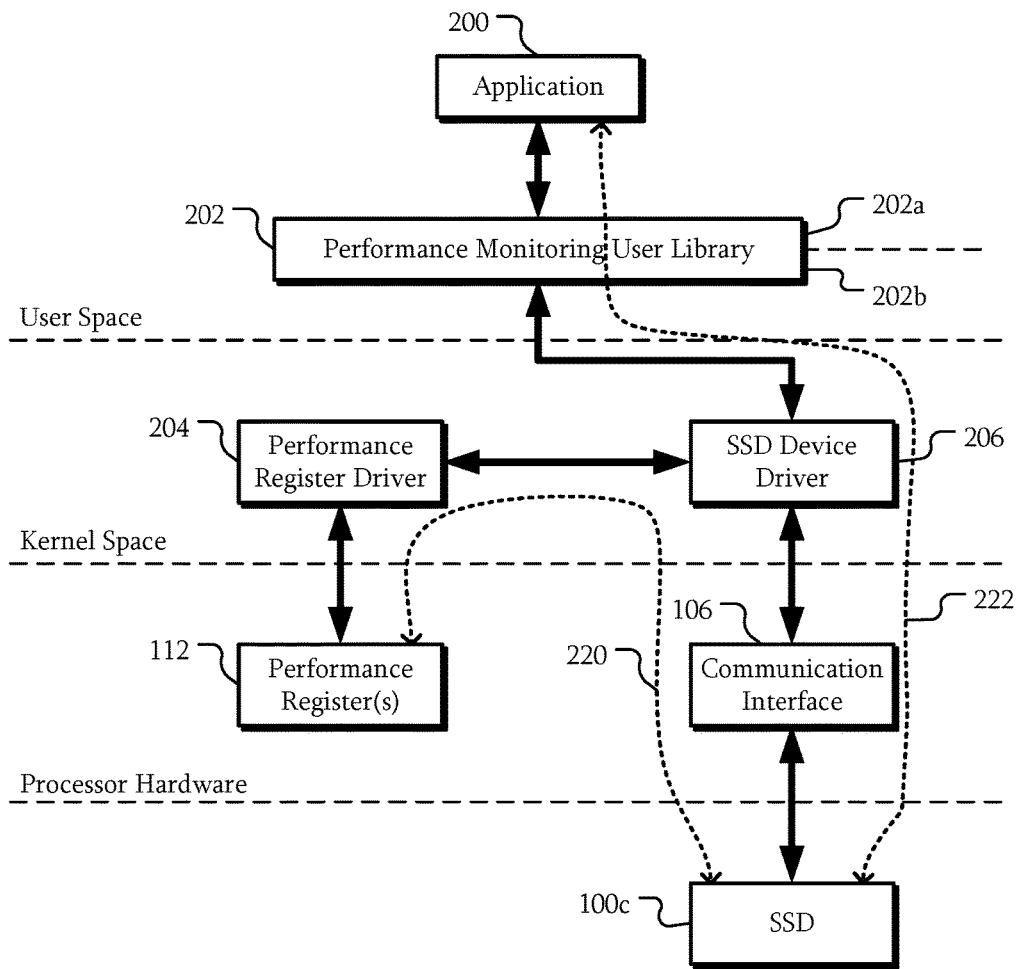 200
Application
202
Performance Monitoring User Library
202a
202b
User Space
204
Performance
Register Driver
SSD Device
Driver
206
Kernel Space
112
Performance
Register(s)
220
106
Communication
Interface
222
Processor Hardware
100c
SSD